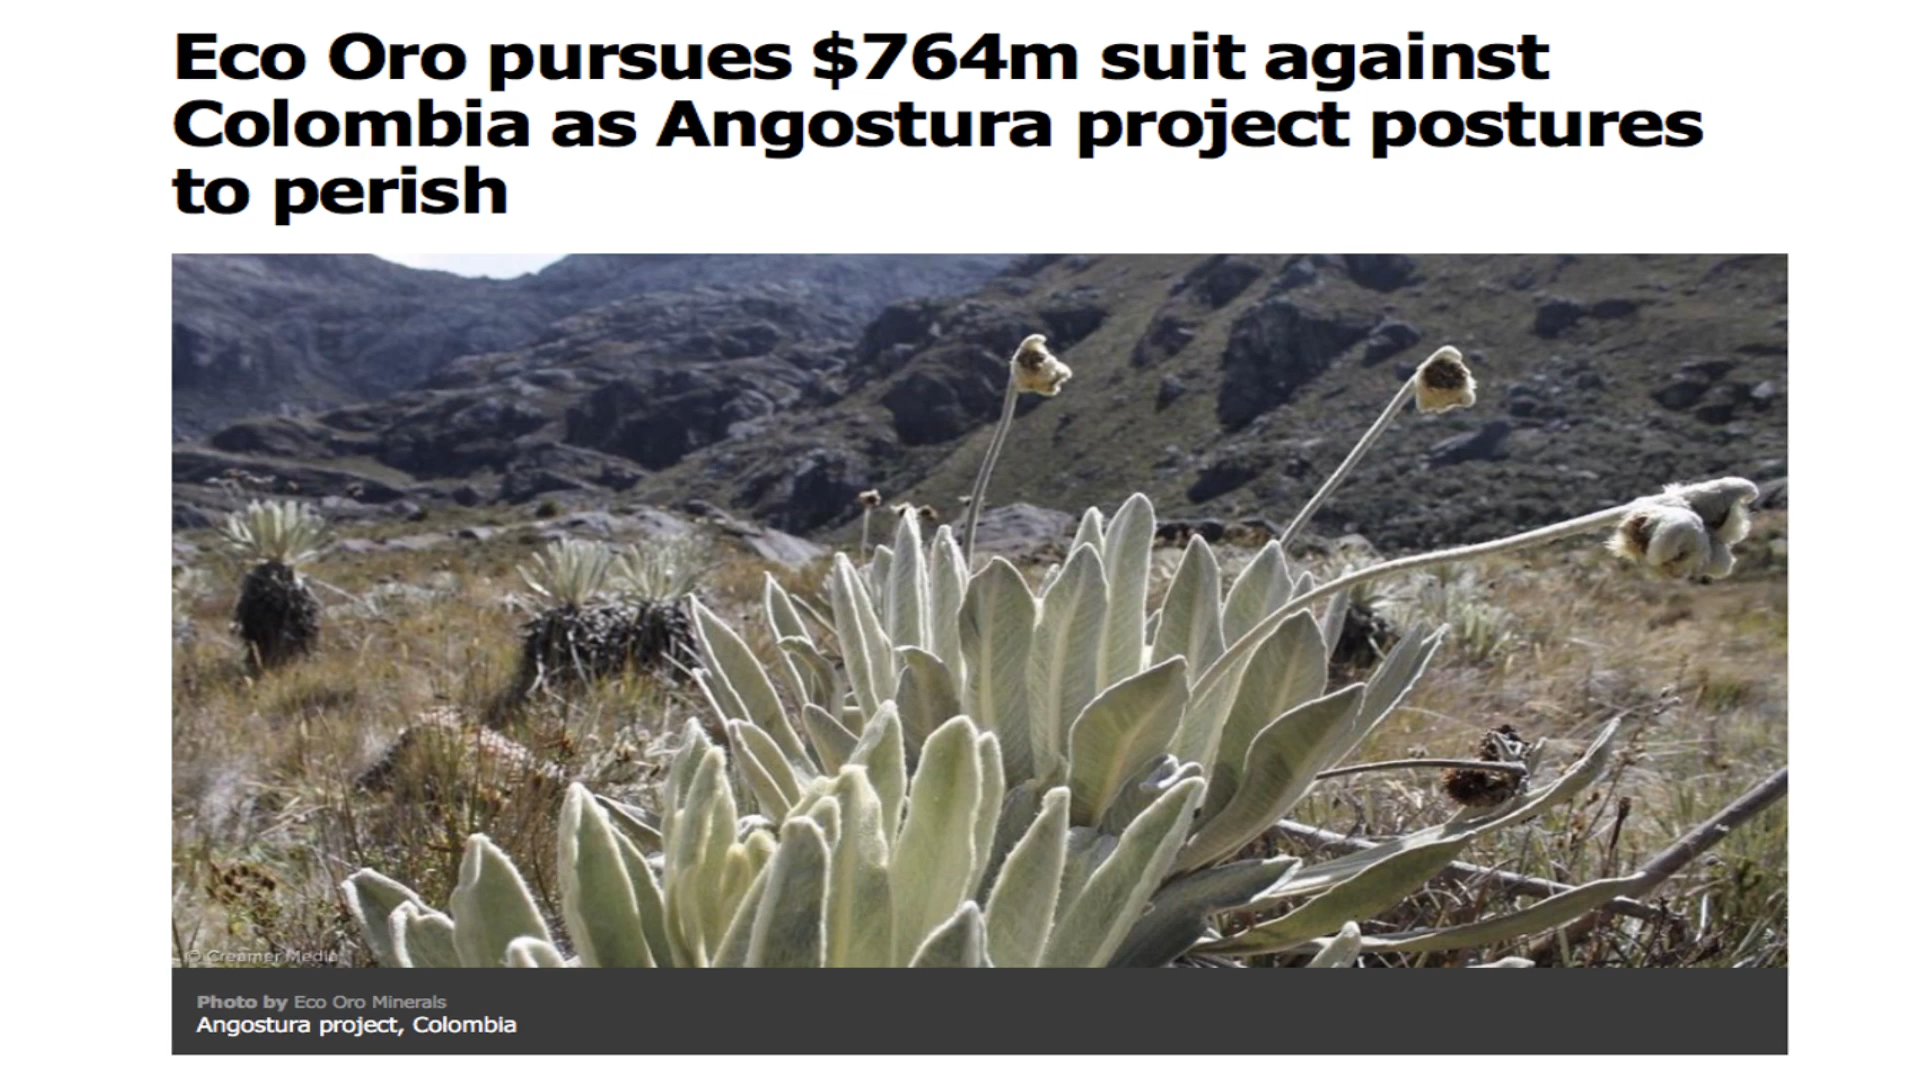 Eco Oro pursues $764m suit against
Colombia as Angostura project postures
to perish
© Creamer Media
Photo by Eco Oro Minerals
Angostura project, Colombia